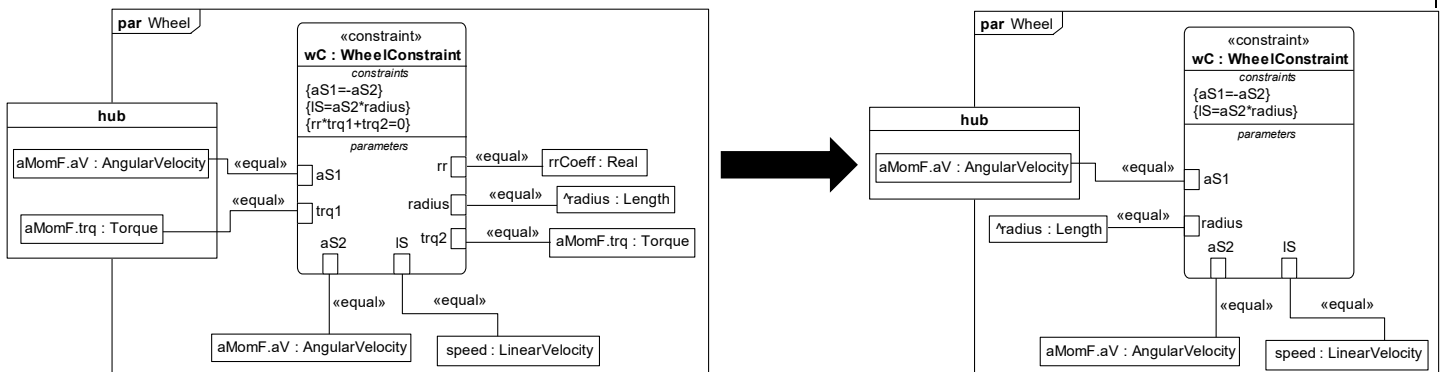 par Wheel
«constraint»
wC : WheelConstraint
constraints
{aS1=-aS2}
{lS=aS2*radius}
{rr*trq1+trq2=0}
parameters
hub
aMomF.aV : AngularVelocity
«equal»
aS1
aMomF.trq : Torque
«equal»
trq1
rr
«equal»
rrCoeff : Real
radius
«equal»
^radius : Length
trq2
«equal»
aMomF.trq : Torque
aS2
lS
«equal»
«equal»
aMomF.aV : AngularVelocity
speed : LinearVelocity
par Wheel
«constraint»
wC : WheelConstraint
constraints
{aS1=-aS2}
{lS=aS2*radius}
parameters
hub
aMomF.aV : AngularVelocity
«equal»
aS1
^radius : Length
«equal»
radius
aS2
lS
«equal»
«equal»
aMomF.aV : AngularVelocity
speed : LinearVelocity